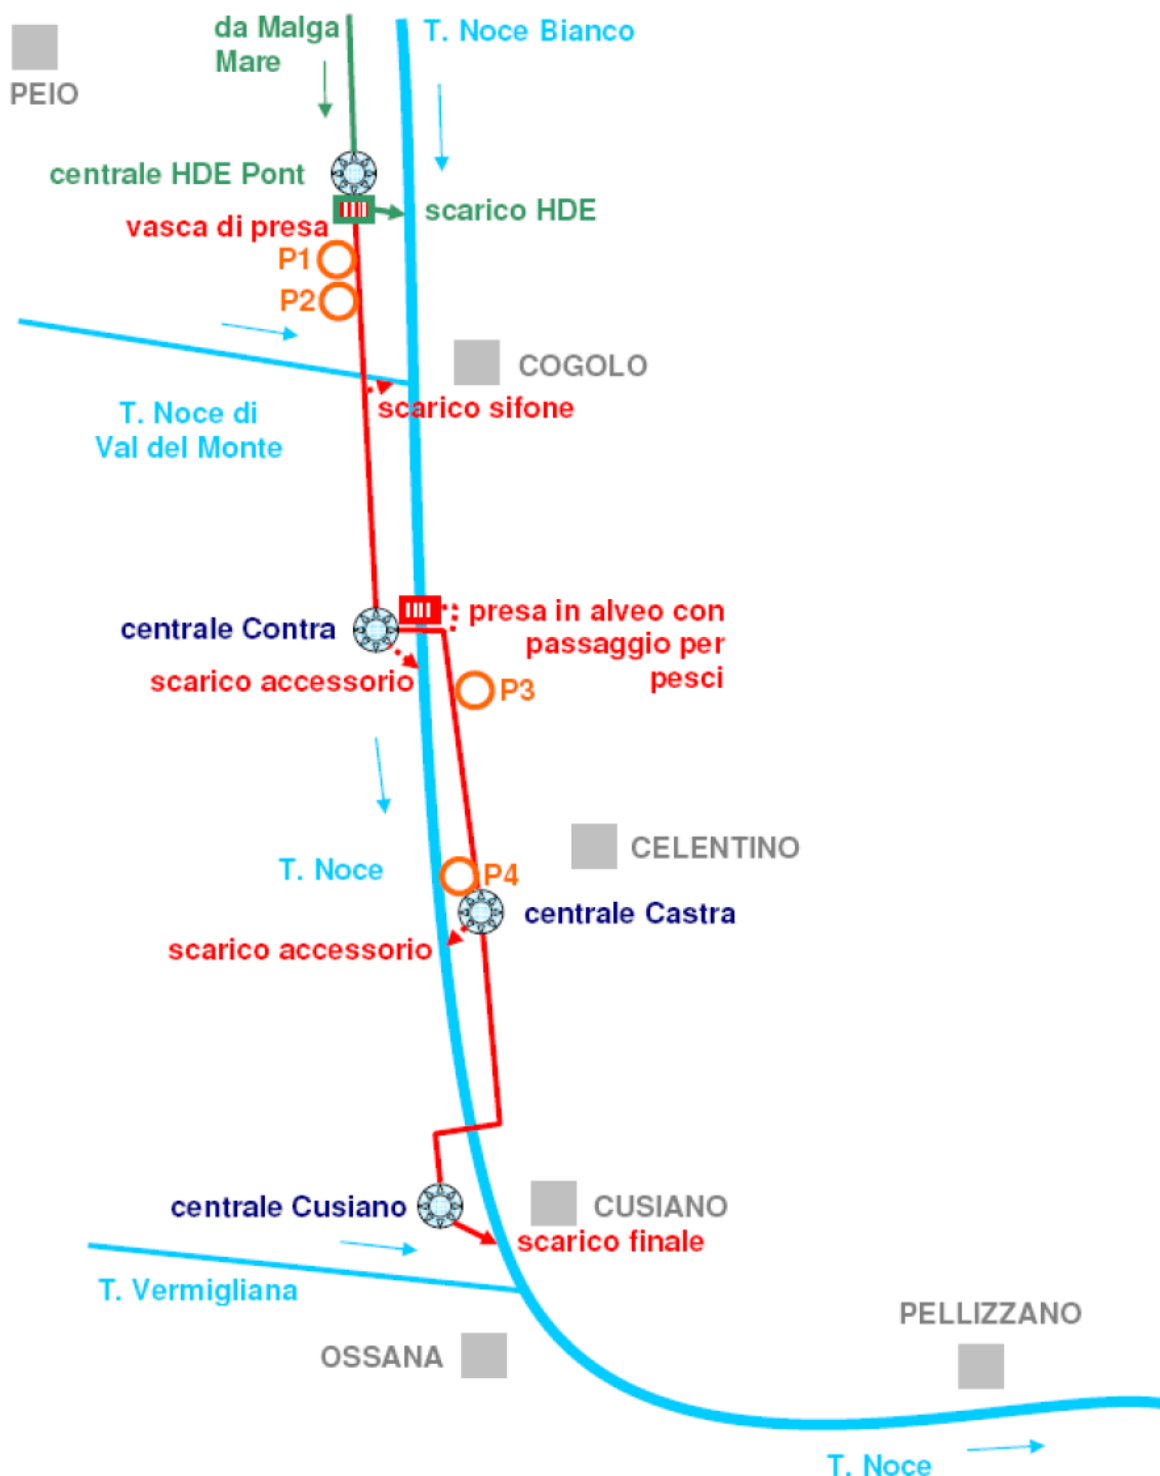 da Malga
Mare
T. Noce Bianco
PEIO
centrale HDE Pont
scarico HDE
vasca di presa
P1
P2
COGOLO
scarico sifone
T. Noce di
Val del Monte
centrale Contra
presa in alveo con
passaggio per
pesci
scarico accessorio
P3
CELENTINO
T. Noce
P4
centrale Castra
scarico accessorio
centrale Cusiano
CUSIANO
scarico finale
T. Vermigliana
PELLIZZANO
OSSANA
T. Noce